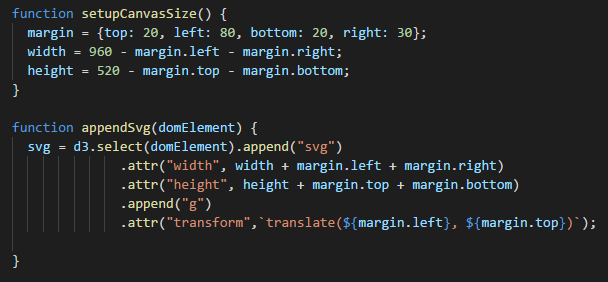 function setupCanvasSize() {
  margin = {top: 20, left: 80, bottom: 20, right: 30};
  width = 960 - margin.left - margin.right;
  height = 520 - margin.top - margin.bottom;
}

function appendSvg(domElement) {
  svg = d3.select(domElement).append("svg")
              .attr("width", width + margin.left + margin.right)
              .attr("height", height + margin.top + margin.bottom)
              .append("g")
              .attr("transform",`translate(${margin.left}, ${margin.top})`);

}